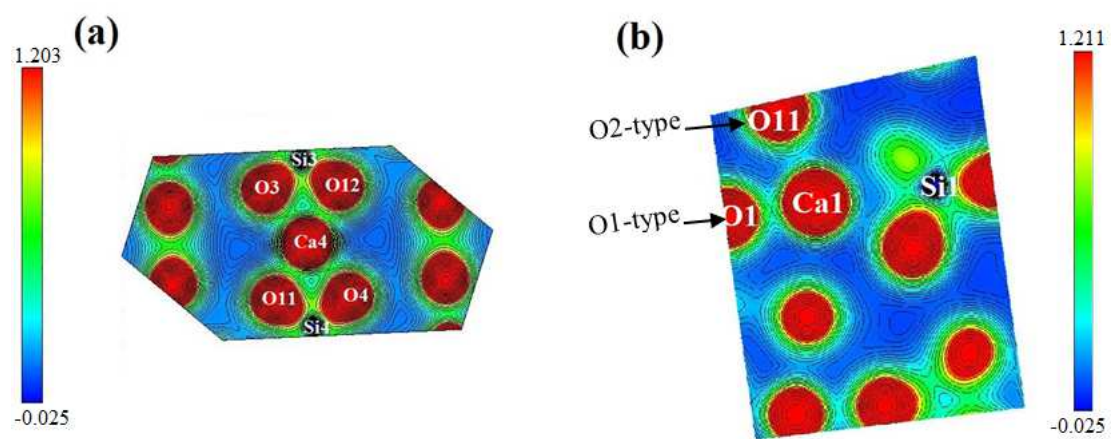 (a)
1.203
-0.025
Si3
O3
O12
Ca4
O11
O4
Si4
(b)
1.211
-0.025
O2-type
O11
Si1
O1-type
O1
Ca1